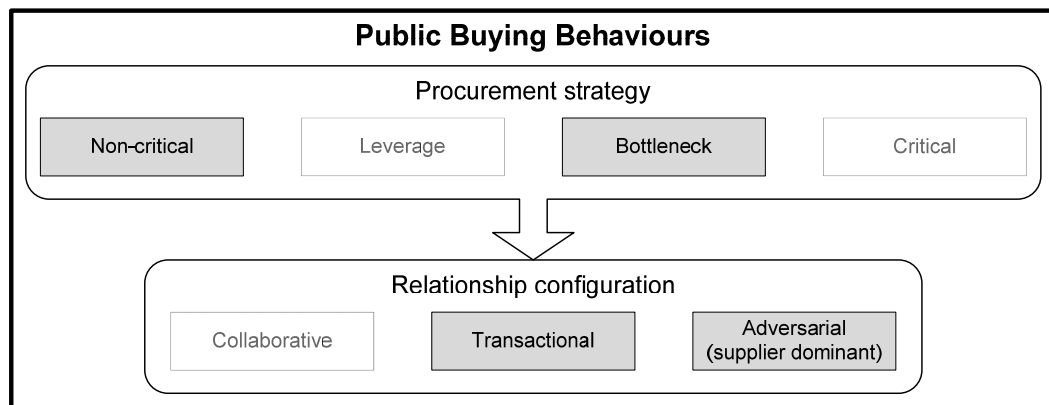 Public Buying Behaviours
Procurement strategy
Non-critical
Leverage
Bottleneck
Critical
Relationship configuration
Collaborative
Transactional
Adversarial
(supplier dominant)